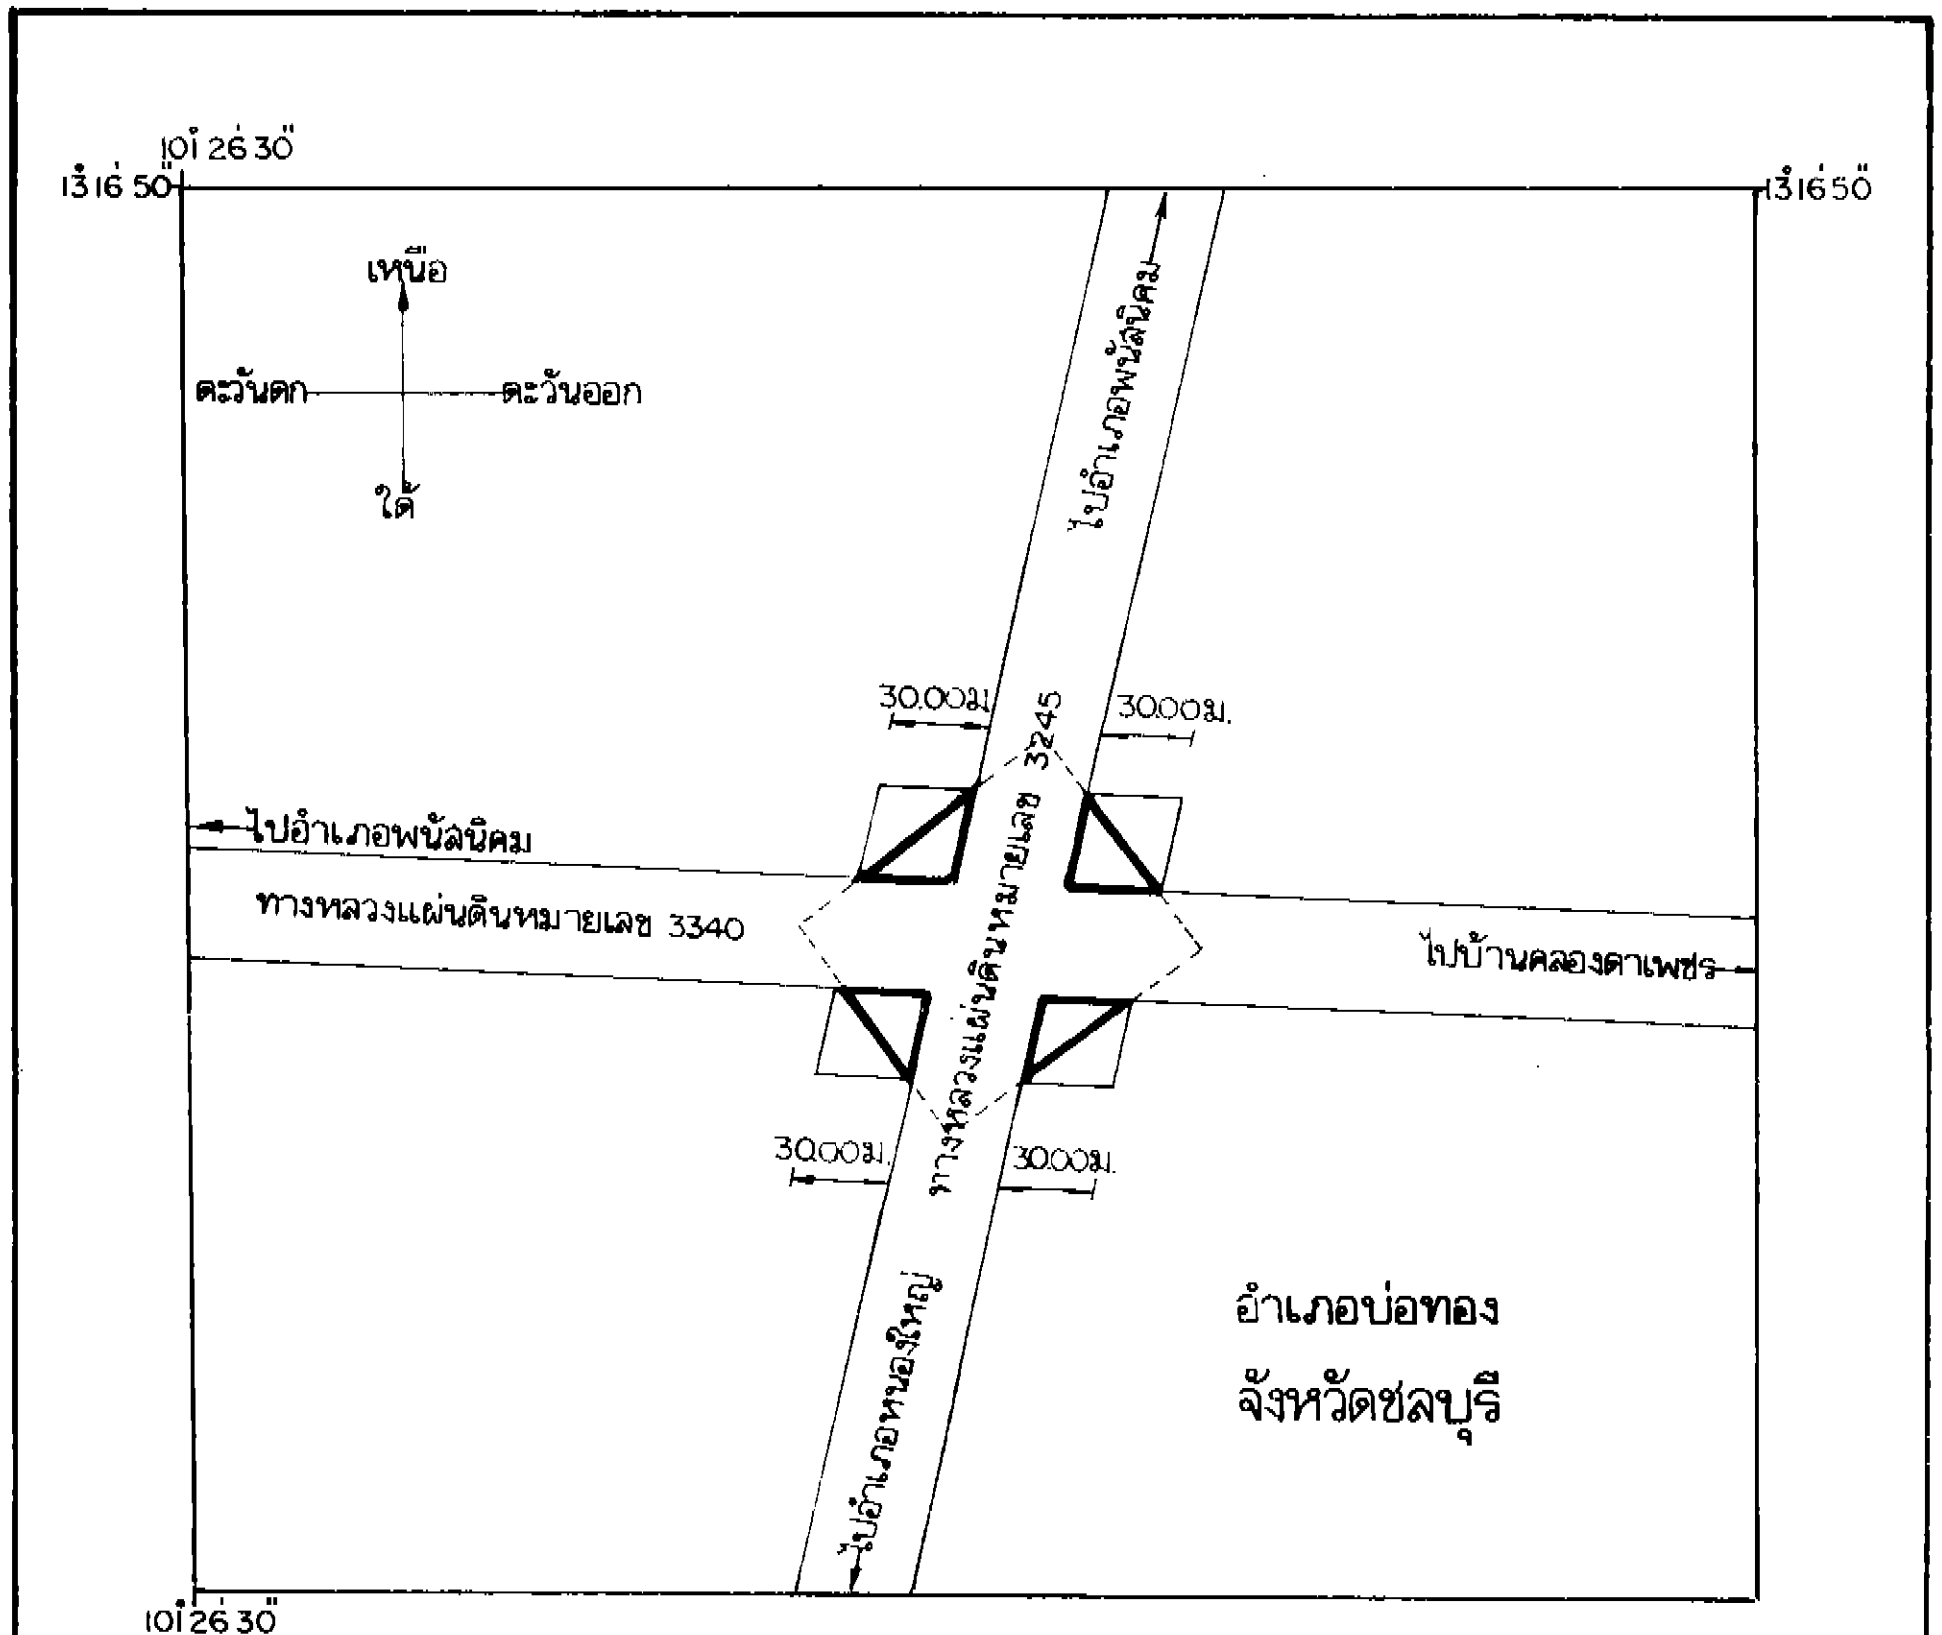 101° 26' 30"
13° 16' 50"
13° 16' 50"
เหนือ
ตะวันตก
ตะวันออก
ใต้
ไปอำเภอพนัสนิคม
30.00ม.
30.00ม.
ไปอำเภอพนัสนิคม
ทางหลวงแผ่นดินหมายเลข 3340
ทางหลวงแผ่นดินหมายเลข 3245
ไปบ้านคลองตาเพชร
30.00ม.
30.00ม.
ไปอำเภอหนองใหญ่
อำเภอบ่อทอง
จังหวัดชลบุรี
101° 26' 30"